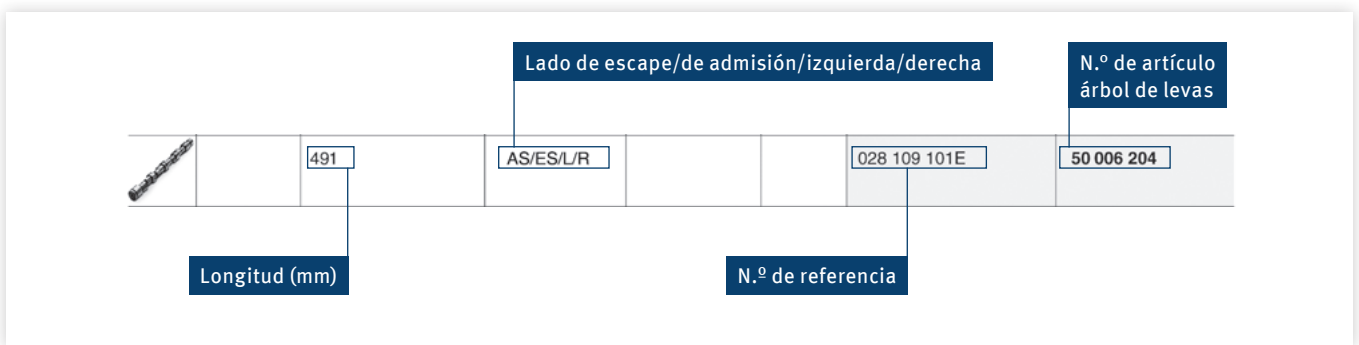 Lado de escape/de admisión/izquierda/derecha
N.º de artículo
árbol de levas
491
AS/ES/L/R
028 109 101E
50 006 204
Longitud (mm)
N.º de referencia